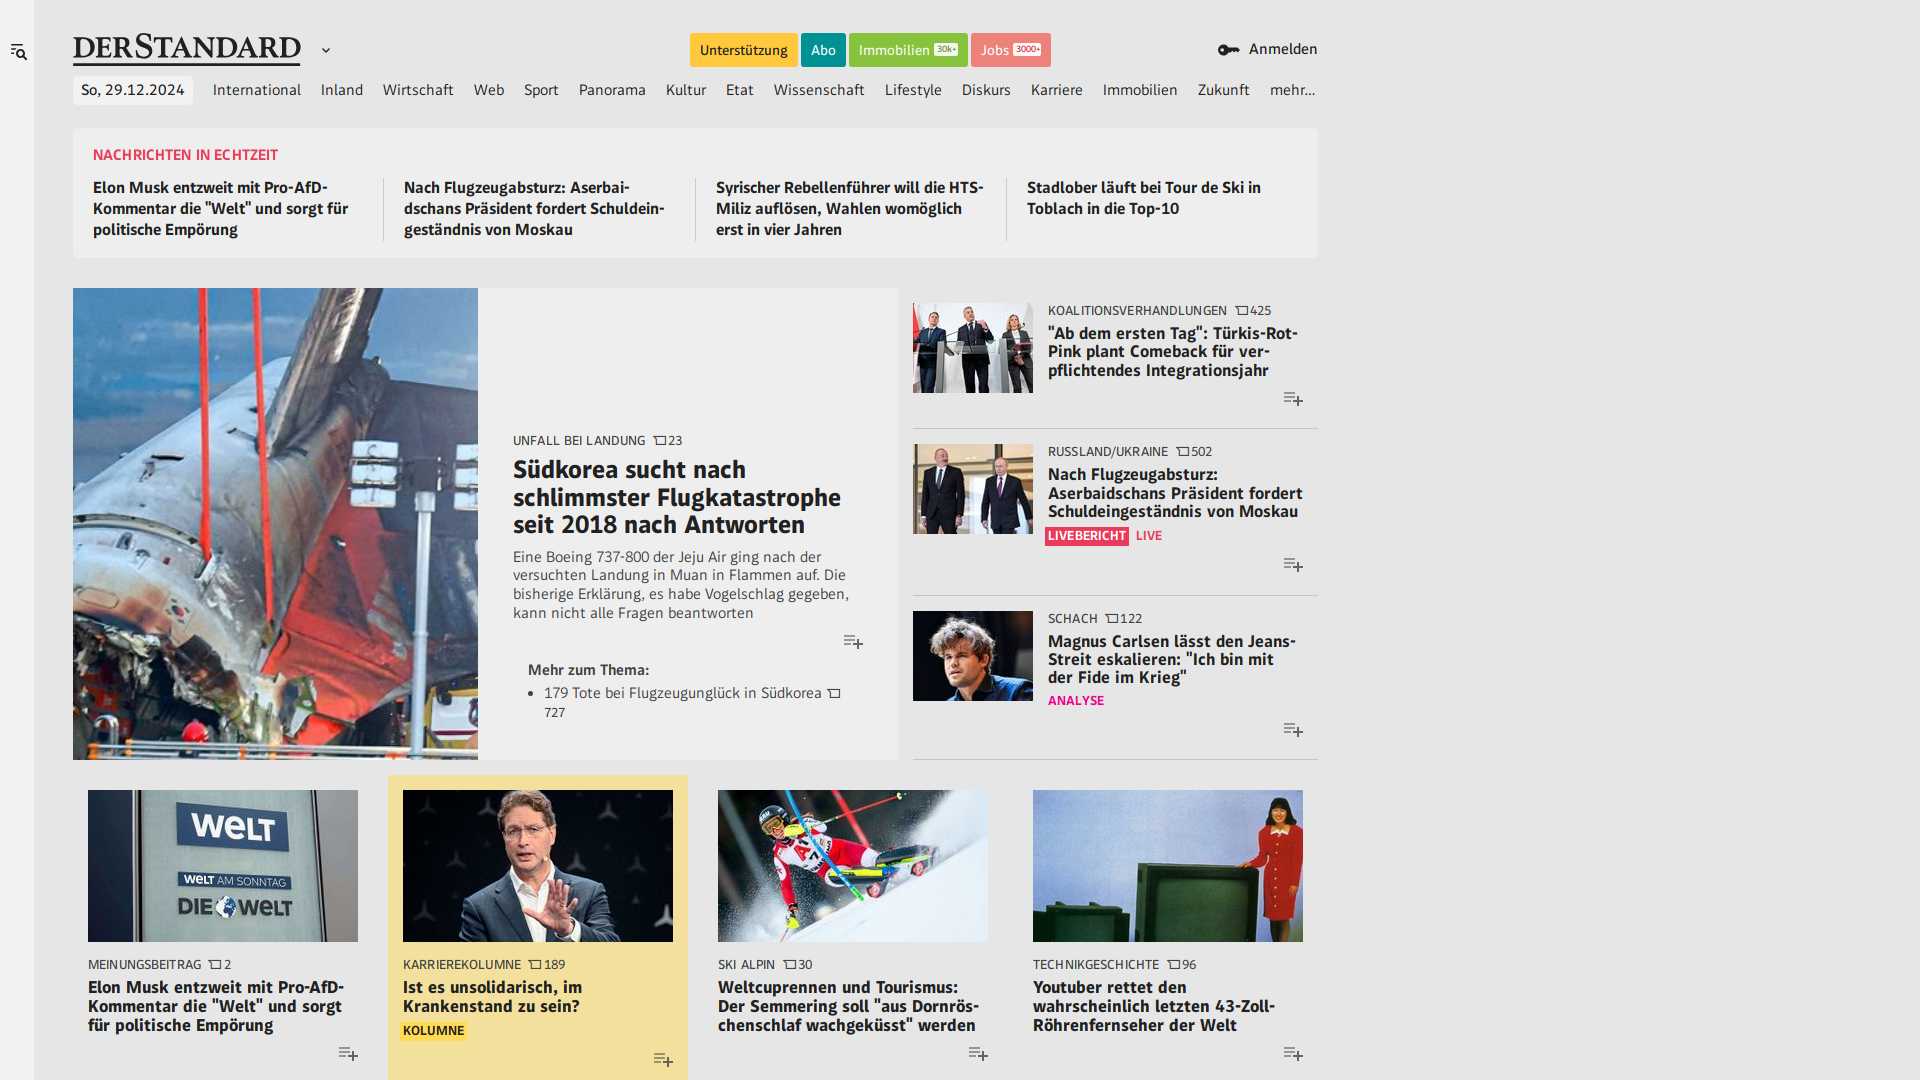 DERSTANDARD
Unterstützung
Abo
Immobilien 30k+
Jobs 3000+
Anmelden
So, 29.12.2024
International
Inland
Wirtschaft
Web
Sport
Panorama
Kultur
Etat
Wissenschaft
Lifestyle
Diskurs
Karriere
Immobilien
Zukunft
mehr...
NACHRICHTEN IN ECHTZEIT
Elon Musk entzweit mit Pro-AfD-
Kommentar die "Welt" und sorgt für
politische Empörung
Nach Flugzeugabsturz: Aserbai-
dschans Präsident fordert Schuldein-
geständnis von Moskau
Syrischer Rebellenführer will die HTS-
Miliz auflösen, Wahlen womöglich
erst in vier Jahren
Stadlober läuft bei Tour de Ski in
Toblach in die Top-10
UNFALL BEI LANDUNG 23
Südkorea sucht nach
schlimmster Flugkatastrophe
seit 2018 nach Antworten
Eine Boeing 737-800 der Jeju Air ging nach der
versuchten Landung in Muan in Flammen auf. Die
bisherige Erklärung, es habe Vogelschlag gegeben,
kann nicht alle Fragen beantworten
Mehr zum Thema:
• 179 Tote bei Flugzeugunglück in Südkorea
727
KOALITIONSVERHANDLUNGEN 425
"Ab dem ersten Tag": Türkis-Rot-
Pink plant Comeback für ver-
pflichtendes Integrationsjahr
RUSSLAND/UKRAINE 502
Nach Flugzeugabsturz:
Aserbaidschans Präsident fordert
Schuldeingeständnis von Moskau
LIVEBERICHT LIVE
SCHACH 122
Magnus Carlsen lässt den Jeans-
Streit eskalieren: "Ich bin mit
der Fide im Krieg"
ANALYSE
WELT
WELT AM SONNTAG
DIE WELT
MEINUNGSBEITRAG 2
Elon Musk entzweit mit Pro-AfD-
Kommentar die "Welt" und sorgt
für politische Empörung
KARRIEREKOLUMNE 189
Ist es unsolidarisch, im
Krankenstand zu sein?
KOLUMNE
SKI ALPIN 30
Weltcuprennen und Tourismus:
Der Semmering soll "aus Dornrös-
chenschlaf wachgeküsst" werden
TECHNIKGESCHICHTE 96
Youtuber rettet den
wahrscheinlich letzten 43-Zoll-
Röhrenfernseher der Welt